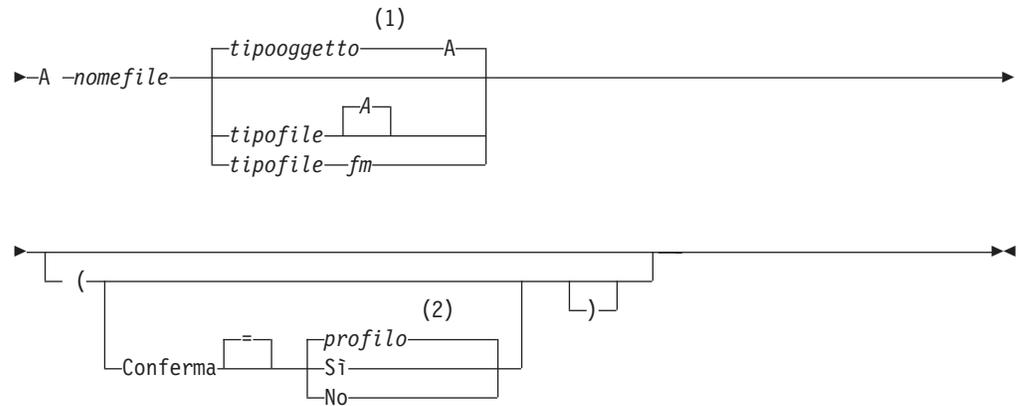 (1)
tipooggetto A
A nomefile
A
tipofile
tipofile fm
(
(2)
)
= profilo
Conferma Sì
No